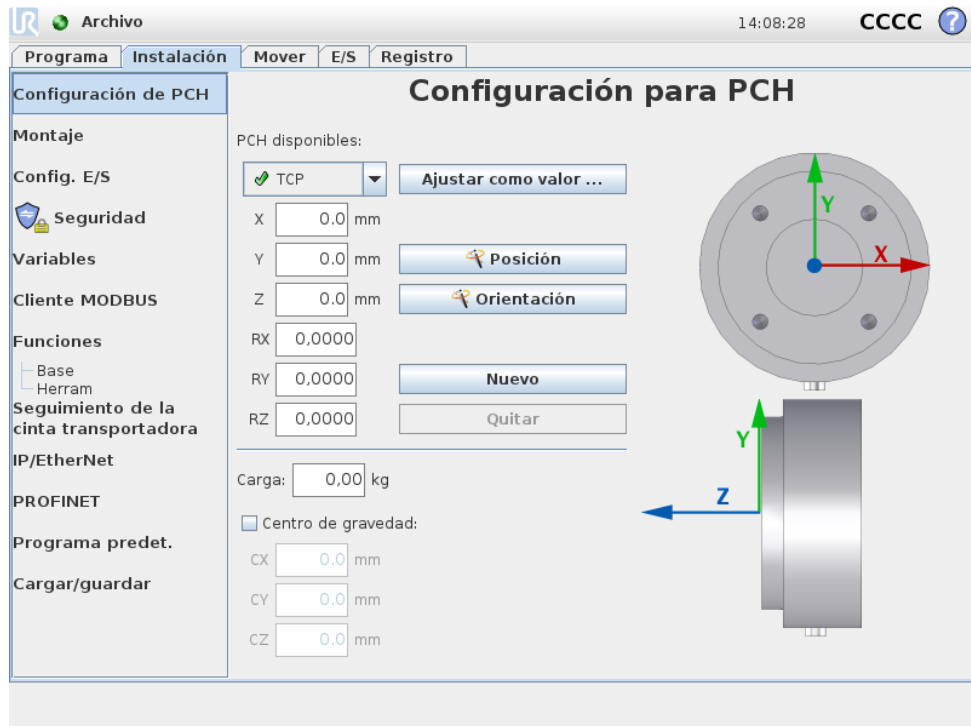 UR Archivo 14:08:28 CCCC ?
Programa Instalación Mover E/S Registro
Configuración de PCH
Montaje
Config. E/S
Seguridad
Variables
Cliente MODBUS
Funciones
Base
Herram
Seguimiento de la
cinta transportadora
IP/EtherNet
PROFINET
Programa predet.
Cargar/guardar
Configuración para PCH
PCH disponibles:
TCP Ajustar como valor ...
X 0.0 mm
Y 0.0 mm Posición
Z 0.0 mm Orientación
RX 0,0000
RY 0,0000 Nuevo
RZ 0,0000 Quitar
Carga: 0,00 kg
Centro de gravedad:
CX 0.0 mm
CY 0.0 mm
CZ 0.0 mm
Y
X
Y
Z